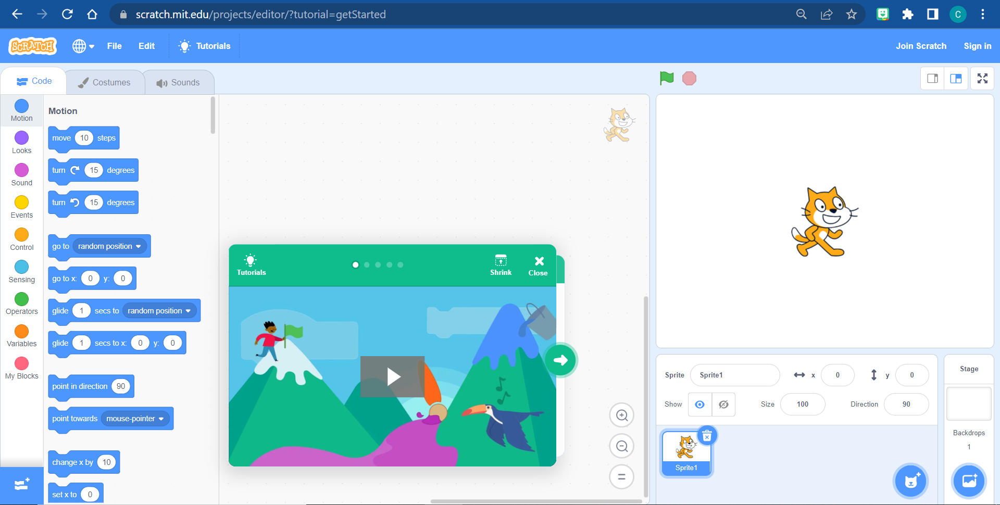 scratch.mit.edu/projects/editor/?tutorial=getStarted
C
SCRATCH File Edit Tutorials Join Scratch Sign in
Code Costumes Sounds
Motion
Looks
Sound
Events
Control
Sensing
Operators
Variables
My Blocks
Motion
move 10 steps
turn 15 degrees
turn 15 degrees
go to random position
go to x: 0 y: 0
glide 1 secs to random position
glide 1 secs to x: 0 y: 0
point in direction 90
point towards mouse-pointer
change x by 10
set x to 0
Tutorials Shrink Close
Sprite Sprite1 x 0 y 0
Show Size 100 Direction 90
Sprite1
Stage
Backdrops
1